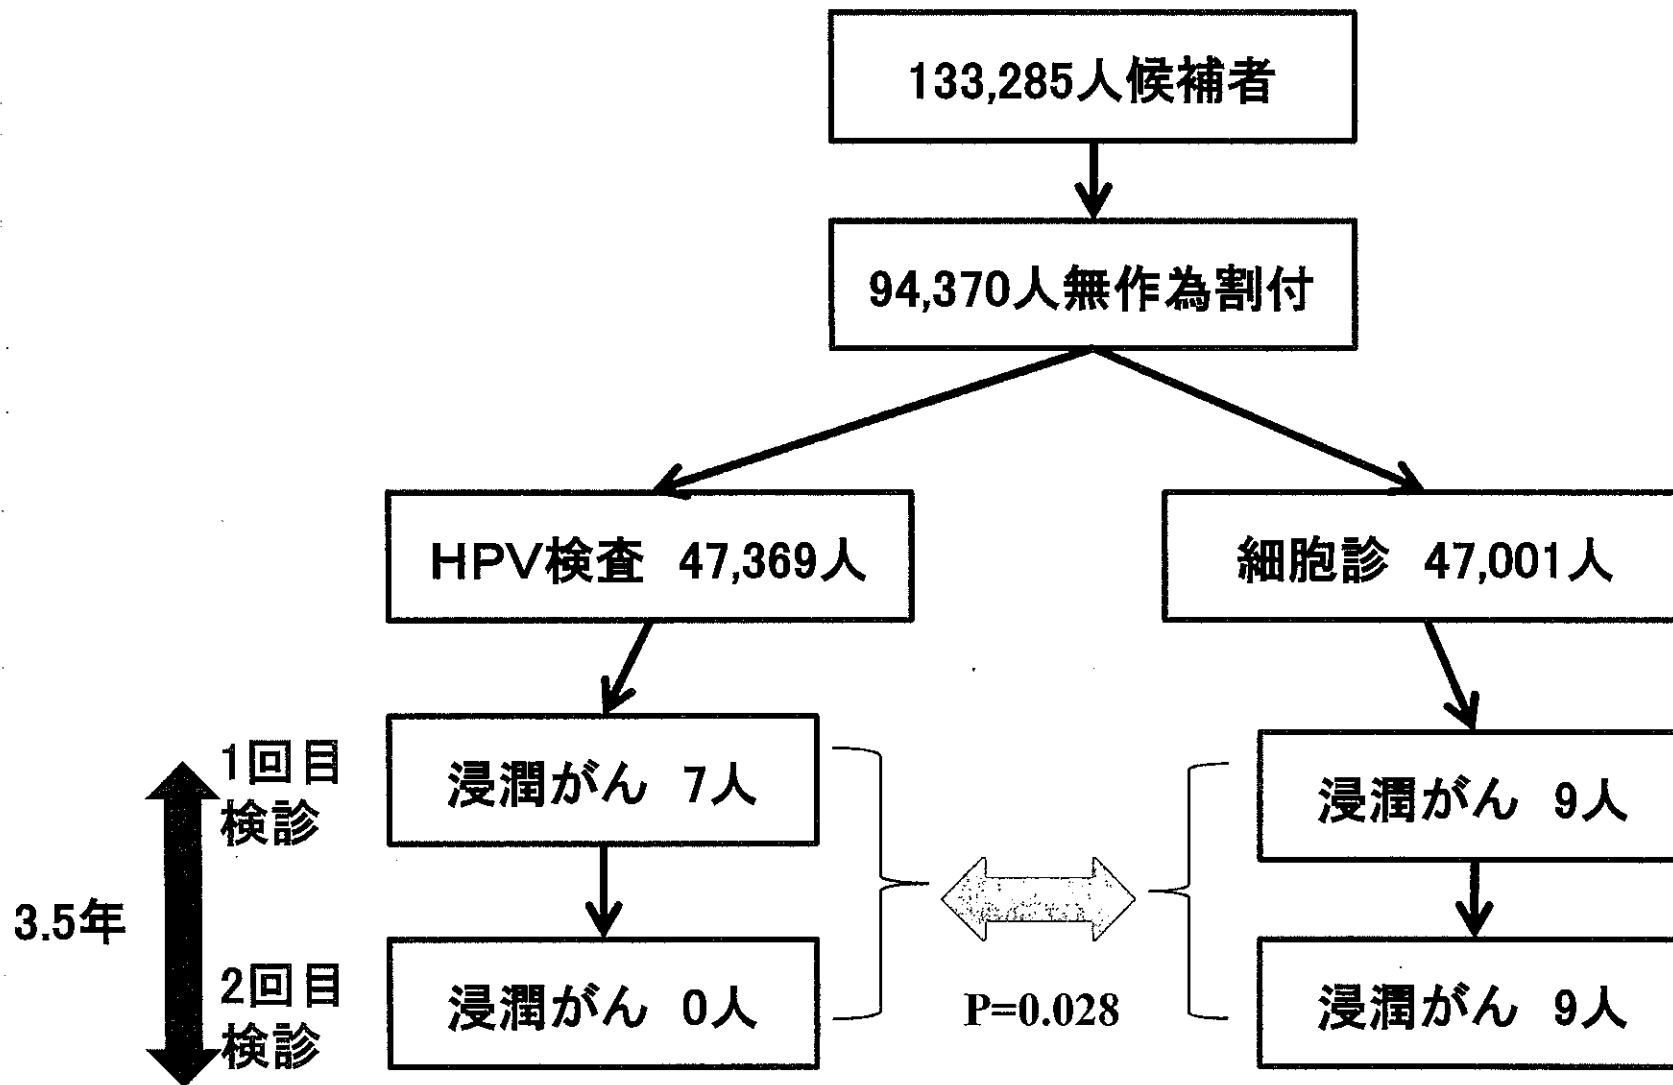 133,285人候補者
94,370人無作為割付
HPV検査 47,369人
細胞診 47,001人
1回目
検診
浸潤がん 7人
浸潤がん 9人
3.5年
2回目
検診
浸潤がん 0人
P=0.028
浸潤がん 9人